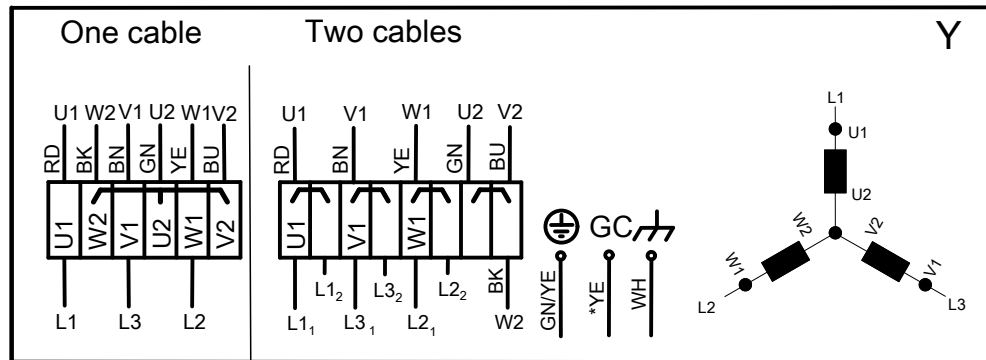 One cable
Two cables
Y
U1 W2 V1 U2 W1 V2
RD BK BN GN YE BU
U1 W2 V1 U2 W1 V2
L1 L3 L2
U1 V1 W1 U2 V2
RD BN YE GN BU
U1 V1 W1
BK
L1₂ L3₂ L2₂
L1₁ L3₁ L2₁ W2
GC
GN/YE *YE WH
L1
U1
U2
W2 V2
W1 V1
L2 L3